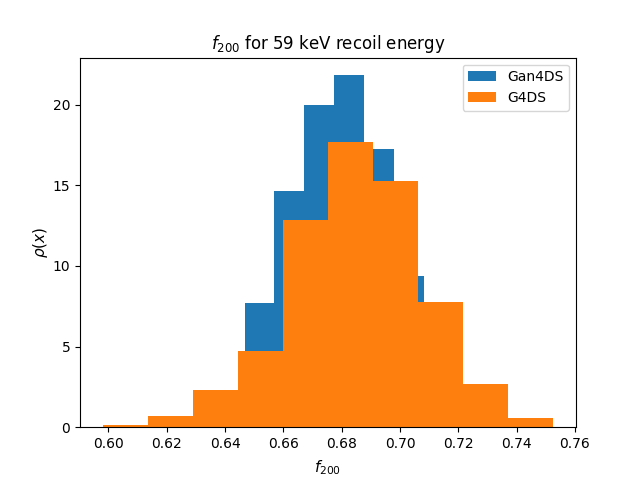 f₂₀₀ for 59 keV recoil energy
Gan4DS
G4DS
ρ(x)
20
15
10
5
0
0.60 0.62 0.64 0.66 0.68 0.70 0.72 0.74 0.76
f₂₀₀